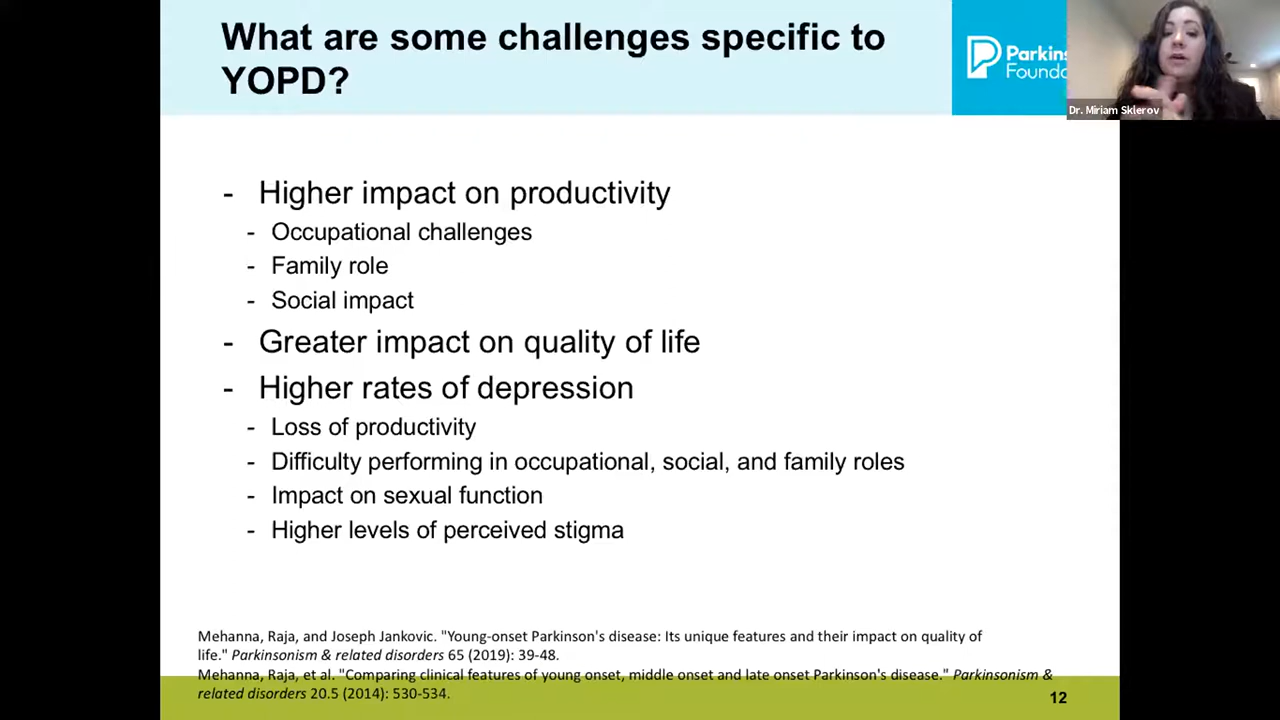 What are some challenges specific to
YOPD?
Parkins
Founda
Dr. Miriam Sklerov
- Higher impact on productivity
- Occupational challenges
- Family role
- Social impact
- Greater impact on quality of life
- Higher rates of depression
- Loss of productivity
- Difficulty performing in occupational, social, and family roles
- Impact on sexual function
- Higher levels of perceived stigma
Mehanna, Raja, and Joseph Jankovic. "Young-onset Parkinson's disease: Its unique features and their impact on quality of
life." Parkinsonism & related disorders 65 (2019): 39-48.
Mehanna, Raja, et al. "Comparing clinical features of young onset, middle onset and late onset Parkinson's disease." Parkinsonism &
related disorders 20.5 (2014): 530-534.
12